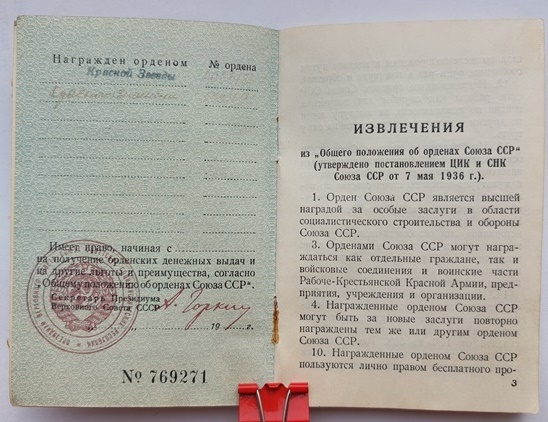 Награжден орденом № ордена
Красной Звезды
Имеет право, начиная с
на получение орденских денежных выдач и
на другие льготы и преимущества, согласно
„Общему положению об орденах Союза ССР“.
Секретарь Президиума
Верховного Совета СССР А. Горкин
19 г.
№ 769271
ИЗВЛЕЧЕНИЯ
из „Общего положения об орденах Союза ССР“
(утверждено постановлением ЦИК и СНК
Союза ССР от 7 мая 1936 г.).
1. Орден Союза ССР является высшей
наградой за особые заслуги в области
социалистического строительства и обороны
Союза ССР.
3. Орденами Союза ССР могут награ-
ждаться как отдельные граждане, так и
и войсковые соединения и воинские части
Рабоче-Крестьянской Красной Армии, пред-
приятия, учреждения и организации.
4. Награжденные орденом Союза ССР
могут быть за новые заслуги повторно
награждены тем же или другим орденом
Союза ССР.
10. Награжденные орденом Союза ССР
пользуются лично правом бесплатного про-
3